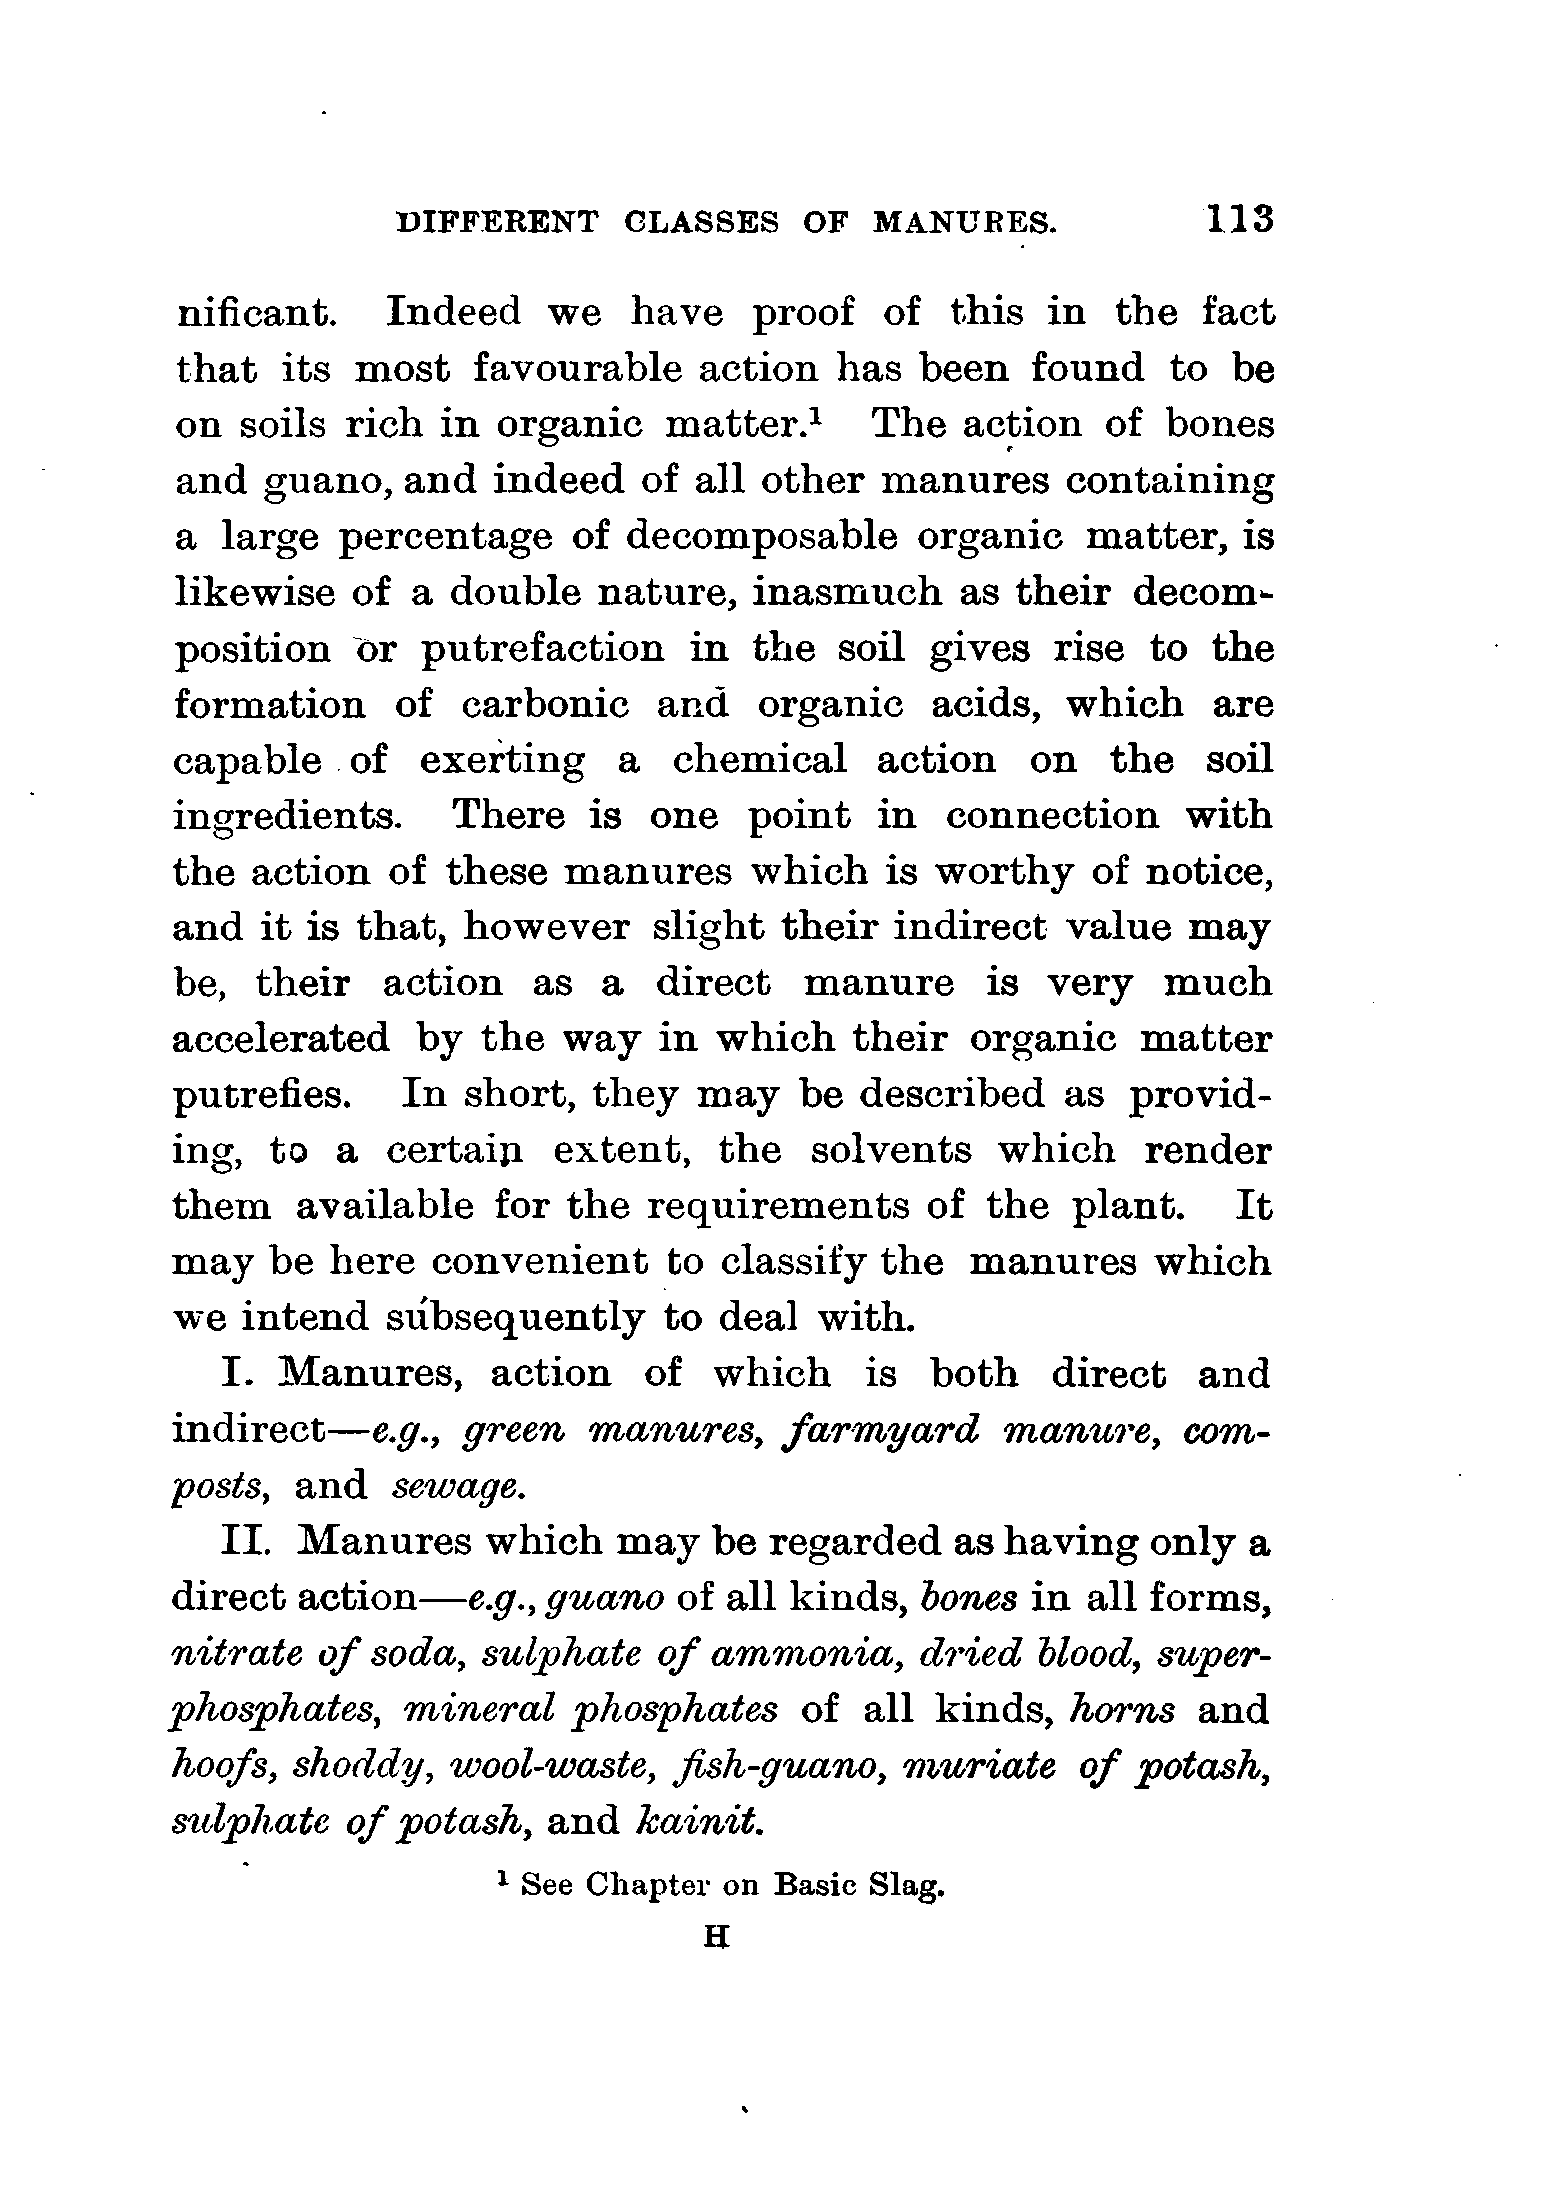 DIFFERENT CLASSES OF MANURES. 113
nificant. Indeed we have proof of this in the fact
that its most favourable action has been found to be
on soils rich in organic matter.¹ The action of bones
and guano, and indeed of all other manures containing
a large percentage of decomposable organic matter, is
likewise of a double nature, inasmuch as their decom-
position or putrefaction in the soil gives rise to the
formation of carbonic and organic acids, which are
capable of exerting a chemical action on the soil
ingredients. There is one point in connection with
the action of these manures which is worthy of notice,
and it is that, however slight their indirect value may
be, their action as a direct manure is very much
accelerated by the way in which their organic matter
putrefies. In short, they may be described as provid-
ing, to a certain extent, the solvents which render
them available for the requirements of the plant. It
may be here convenient to classify the manures which
we intend subsequently to deal with.
I. Manures, action of which is both direct and
indirect—e.g., green manures, farmyard manure, com-
posts, and sewage.
II. Manures which may be regarded as having only a
direct action—e.g., guano of all kinds, bones in all forms,
nitrate of soda, sulphate of ammonia, dried blood, super-
phosphates, mineral phosphates of all kinds, horns and
hoofs, shoddy, wool-waste, fish-guano, muriate of potash,
sulphate of potash, and kainit.
¹ See Chapter on Basic Slag.
H